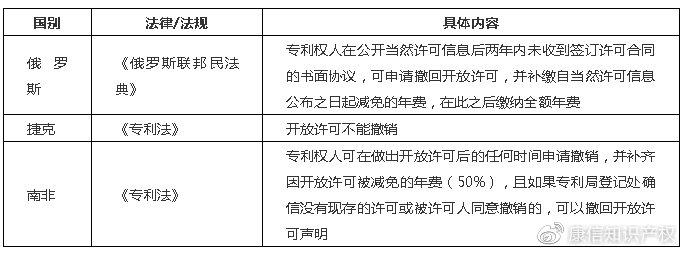 国别 法律/法规 具体内容
专利权人在公开当然许可信息后两年内未收到签订许可合同
俄 罗 《俄罗斯联邦民法 的书面协议，可申请撤回开放许可，并补缴自当然许可信息
斯 典》 公布之日起减免的年费，在此之后缴纳全额年费
捷克 《专利法》 开放许可不能撤销
专利权人可在做出开放许可后的任何时间申请撤销，并补齐
因开放许可被减免的年费（50%），且如果专利局登记处确
南非 《专利法》 信没有现存的许可或被许可人同意撤销的，可以撤回开放许
可声明
康信知识产权